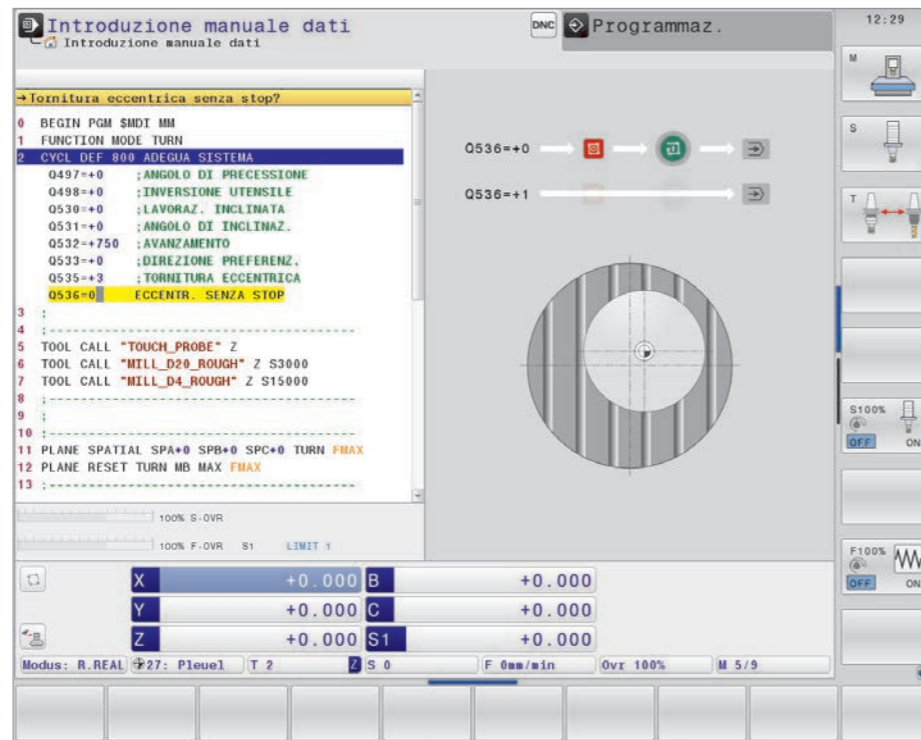 Introduzione manuale dati
Introduzione manuale dati
DNC
Programmaz.
12:29
→Tornitura eccentrica senza stop?
0 BEGIN PGM $MDI MM
1 FUNCTION MODE TURN
2 CYCL DEF 800 ADEGUA SISTEMA
Q497=+0 ;ANGOLO DI PRECESSIONE
Q498=+0 ;INVERSIONE UTENSILE
Q530=+0 ;LAVORAZ. INCLINATA
Q531=+0 ;ANGOLO DI INCLINAZ.
Q532=+750 ;AVANZAMENTO
Q533=+0 ;DIREZIONE PREFERENZ.
Q535=+3 ;TORNITURA ECCENTRICA
Q536=0 ECCENTR. SENZA STOP
3 ;
4 ;----------------------------------------
5 TOOL CALL "TOUCH_PROBE" Z
6 TOOL CALL "MILL_D20_ROUGH" Z S3000
7 TOOL CALL "MILL_D4_ROUGH" Z S15000
8 ;----------------------------------------
9 ;
10 ;----------------------------------------
11 PLANE SPATIAL SPA+0 SPB+0 SPC+0 TURN FMAX
12 PLANE RESET TURN MB MAX FMAX
13 ;----------------------------------------
Q536=+0
Q536=+1
100% S-OVR
100% F-OVR S1 LIMIT 1
X +0.000 B +0.000
Y +0.000 C +0.000
Z +0.000 S1 +0.000
Modus: R.REAL 27: Pleuel T 2 Z S 0 F 0mm/min Ovr 100% M 5/9
M
S
T
S100%
OFF ON
F100%
OFF ON